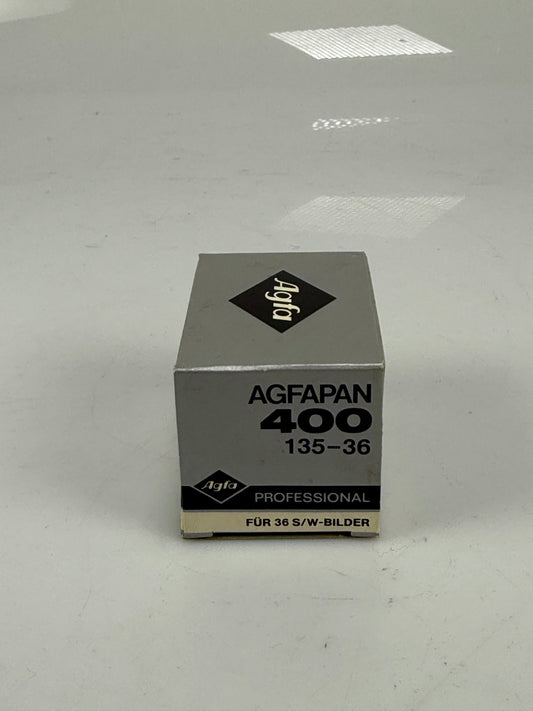 Agfa
AGFAPAN
400
135-36
Agfa
PROFESSIONAL
FÜR 36 S/W-BILDER